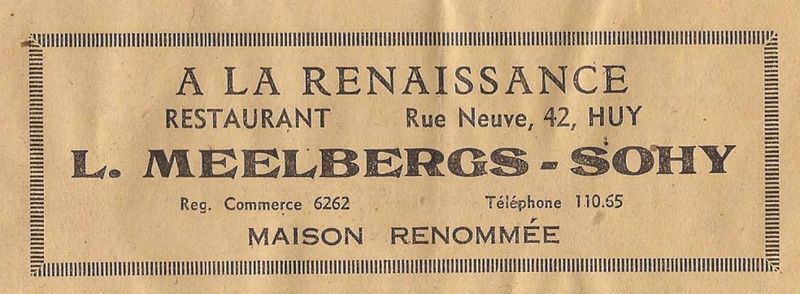 A LA RENAISSANCE
RESTAURANT Rue Neuve, 42, HUY
L. MEELBERGS - SOHY
Reg. Commerce 6262 Téléphone 110.65
MAISON RENOMMÉE